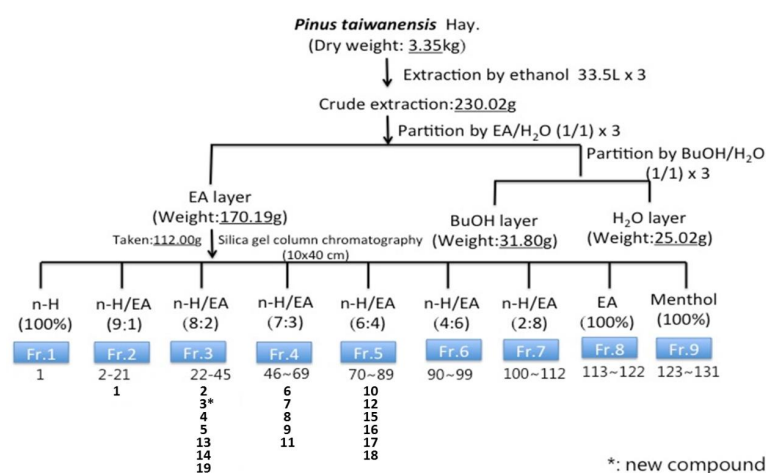 Pinus taiwanensis Hay.
(Dry weight: 3.35kg)
Extraction by ethanol 33.5L x 3
Crude extraction:230.02g
Partition by EA/H₂O (1/1) x 3
Partition by BuOH/H₂O
(1/1) x 3
EA layer
(Weight:170.19g)
BuOH layer
(Weight:31.80g)
H₂O layer
(Weight:25.02g)
Taken:112.00g Silica gel column chromatography
(10x40 cm)
n-H n-H/EA n-H/EA n-H/EA n-H/EA n-H/EA n-H/EA EA Menthol
(100%) (9:1) (8:2) (7:3) (6:4) (4:6) (2:8) (100%) (100%)
Fr.1 Fr.2 Fr.3 Fr.4 Fr.5 Fr.6 Fr.7 Fr.8 Fr.9
1 2-21 22-45 46~69 70~89 90~99 100~112 113~122 123~131
1 2 6 10
3* 7 12
4 8 15
5 9 16
13 11 17
14 18
19
*: new compound